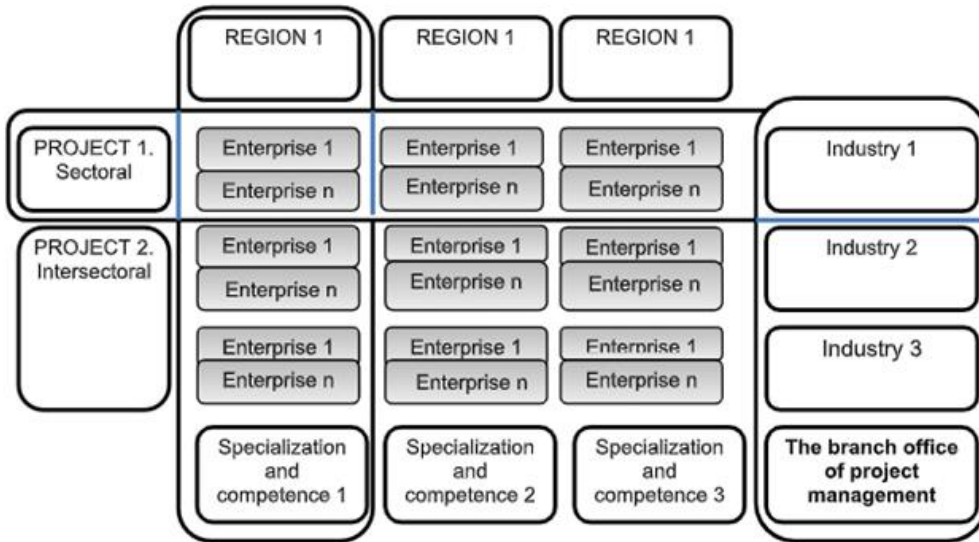 REGION 1
REGION 1
REGION 1
PROJECT 1.
Sectoral
Enterprise 1
Enterprise 1
Enterprise 1
Industry 1
Enterprise n
Enterprise n
Enterprise n
PROJECT 2.
Intersectoral
Enterprise 1
Enterprise 1
Enterprise 1
Industry 2
Enterprise n
Enterprise n
Enterprise n
Enterprise 1
Enterprise 1
Enterprise 1
Industry 3
Enterprise n
Enterprise n
Enterprise n
Specialization
and
competence 1
Specialization
and
competence 2
Specialization
and
competence 3
The branch office
of project
management